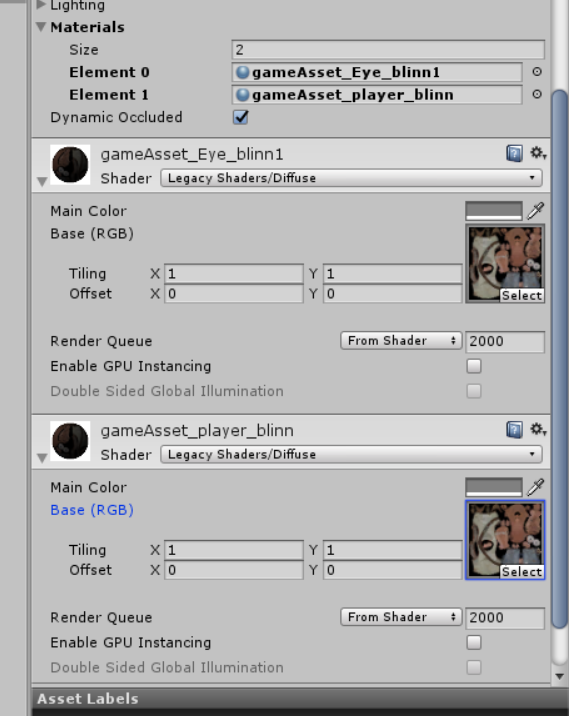 Lighting
Materials
Size 2
Element 0 gameAsset_Eye_blinn1
Element 1 gameAsset_player_blinn
Dynamic Occluded
gameAsset_Eye_blinn1
Shader Legacy Shaders/Diffuse
Main Color
Base (RGB)
Tiling X 1 Y 1
Offset X 0 Y 0
Select
Render Queue From Shader 2000
Enable GPU Instancing
Double Sided Global Illumination
gameAsset_player_blinn
Shader Legacy Shaders/Diffuse
Main Color
Base (RGB)
Tiling X 1 Y 1
Offset X 0 Y 0
Select
Render Queue From Shader 2000
Enable GPU Instancing
Double Sided Global Illumination
Asset Labels